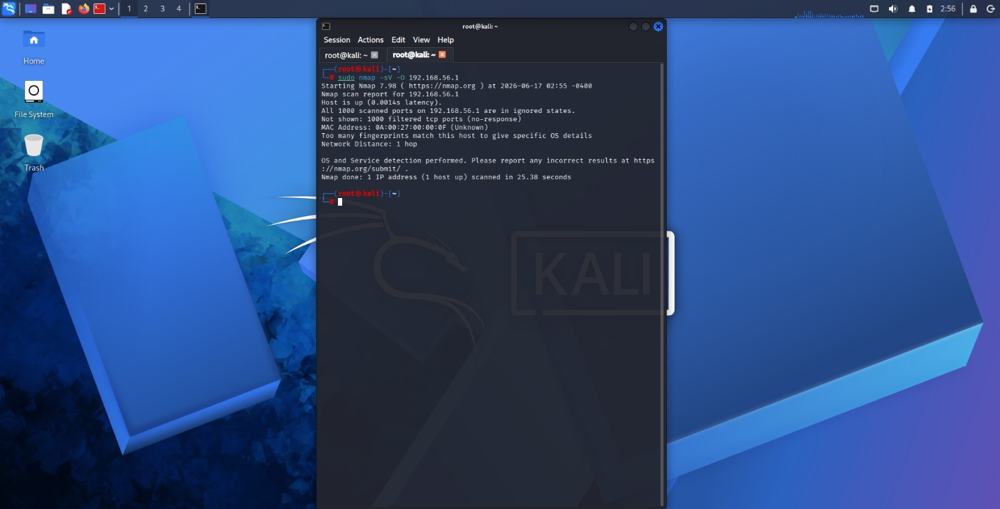 1 2 3 4
2:56
Home
File System
Trash
root@kali: ~
Session Actions Edit View Help
root@kali: ~ root@kali: ~
┌──(root㉿kali)-[~]
└─# sudo nmap -sV -O 192.168.56.1
Starting Nmap 7.98 ( https://nmap.org ) at 2026-06-17 02:55 -0400
Nmap scan report for 192.168.56.1
Host is up (0.0014s latency).
All 1000 scanned ports on 192.168.56.1 are in ignored states.
Not shown: 1000 filtered tcp ports (no-response)
MAC Address: 0A:00:27:00:00:0F (Unknown)
Too many fingerprints match this host to give specific OS details
Network Distance: 1 hop
OS and Service detection performed. Please report any incorrect results at https
://nmap.org/submit/ .
Nmap done: 1 IP address (1 host up) scanned in 25.38 seconds
┌──(root㉿kali)-[~]
└─#
KALI